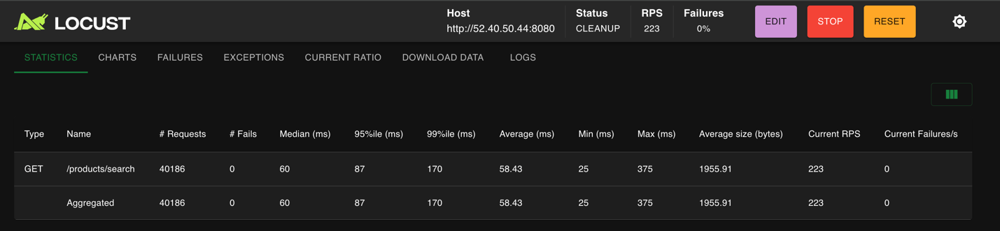 LOCUST
Host
http://52.40.50.44:8080
Status
CLEANUP
RPS
223
Failures
0%
EDIT
STOP
RESET
STATISTICS CHARTS FAILURES EXCEPTIONS CURRENT RATIO DOWNLOAD DATA LOGS
Type Name # Requests # Fails Median (ms) 95%ile (ms) 99%ile (ms) Average (ms) Min (ms) Max (ms) Average size (bytes) Current RPS Current Failures/s
GET /products/search 40186 0 60 87 170 58.43 25 375 1955.91 223 0
Aggregated 40186 0 60 87 170 58.43 25 375 1955.91 223 0